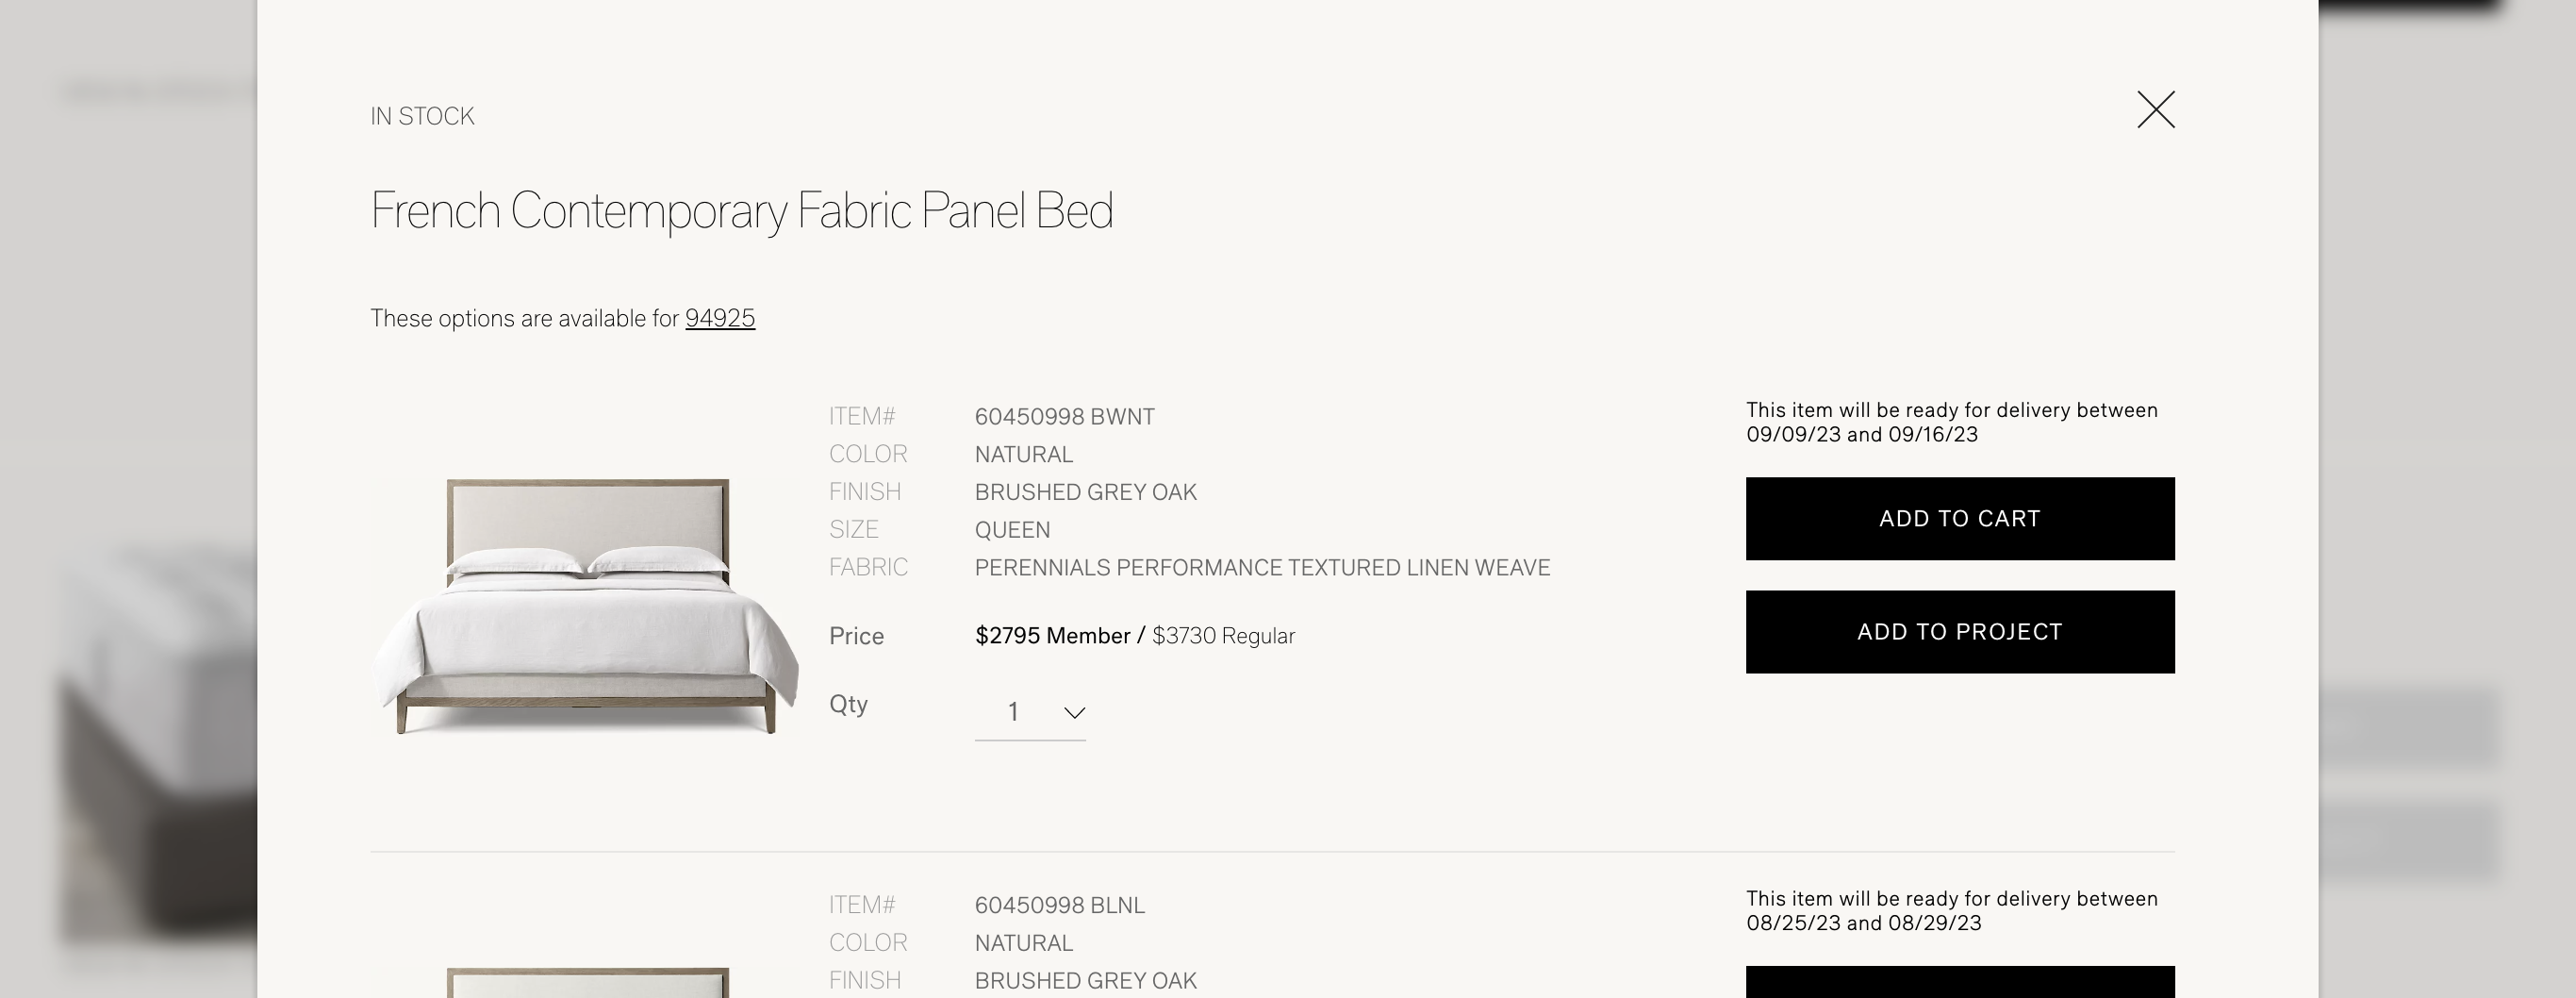 IN STOCK
French Contemporary Fabric Panel Bed
These options are available for 94925
ITEM# 60450998 BWNT
COLOR NATURAL
FINISH BRUSHED GREY OAK
SIZE QUEEN
FABRIC PERENNIALS PERFORMANCE TEXTURED LINEN WEAVE
Price $2795 Member / $3730 Regular
Qty 1
This item will be ready for delivery between
09/09/23 and 09/16/23
ADD TO CART
ADD TO PROJECT
ITEM# 60450998 BLNL
COLOR NATURAL
FINISH BRUSHED GREY OAK
This item will be ready for delivery between
08/25/23 and 08/29/23